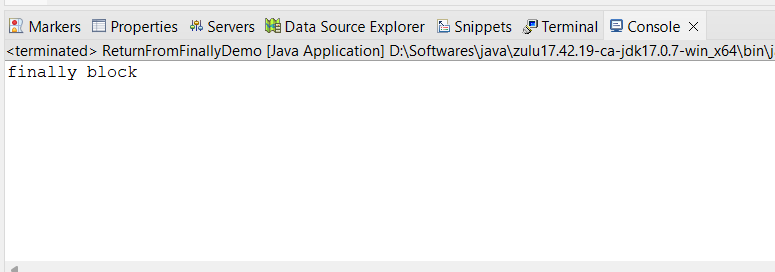 Markers Properties Servers Data Source Explorer Snippets Terminal Console
<terminated> ReturnFromFinallyDemo [Java Application] D:\Softwares\java\zulu17.42.19-ca-jdk17.0.7-win_x64\bin\j
finally block